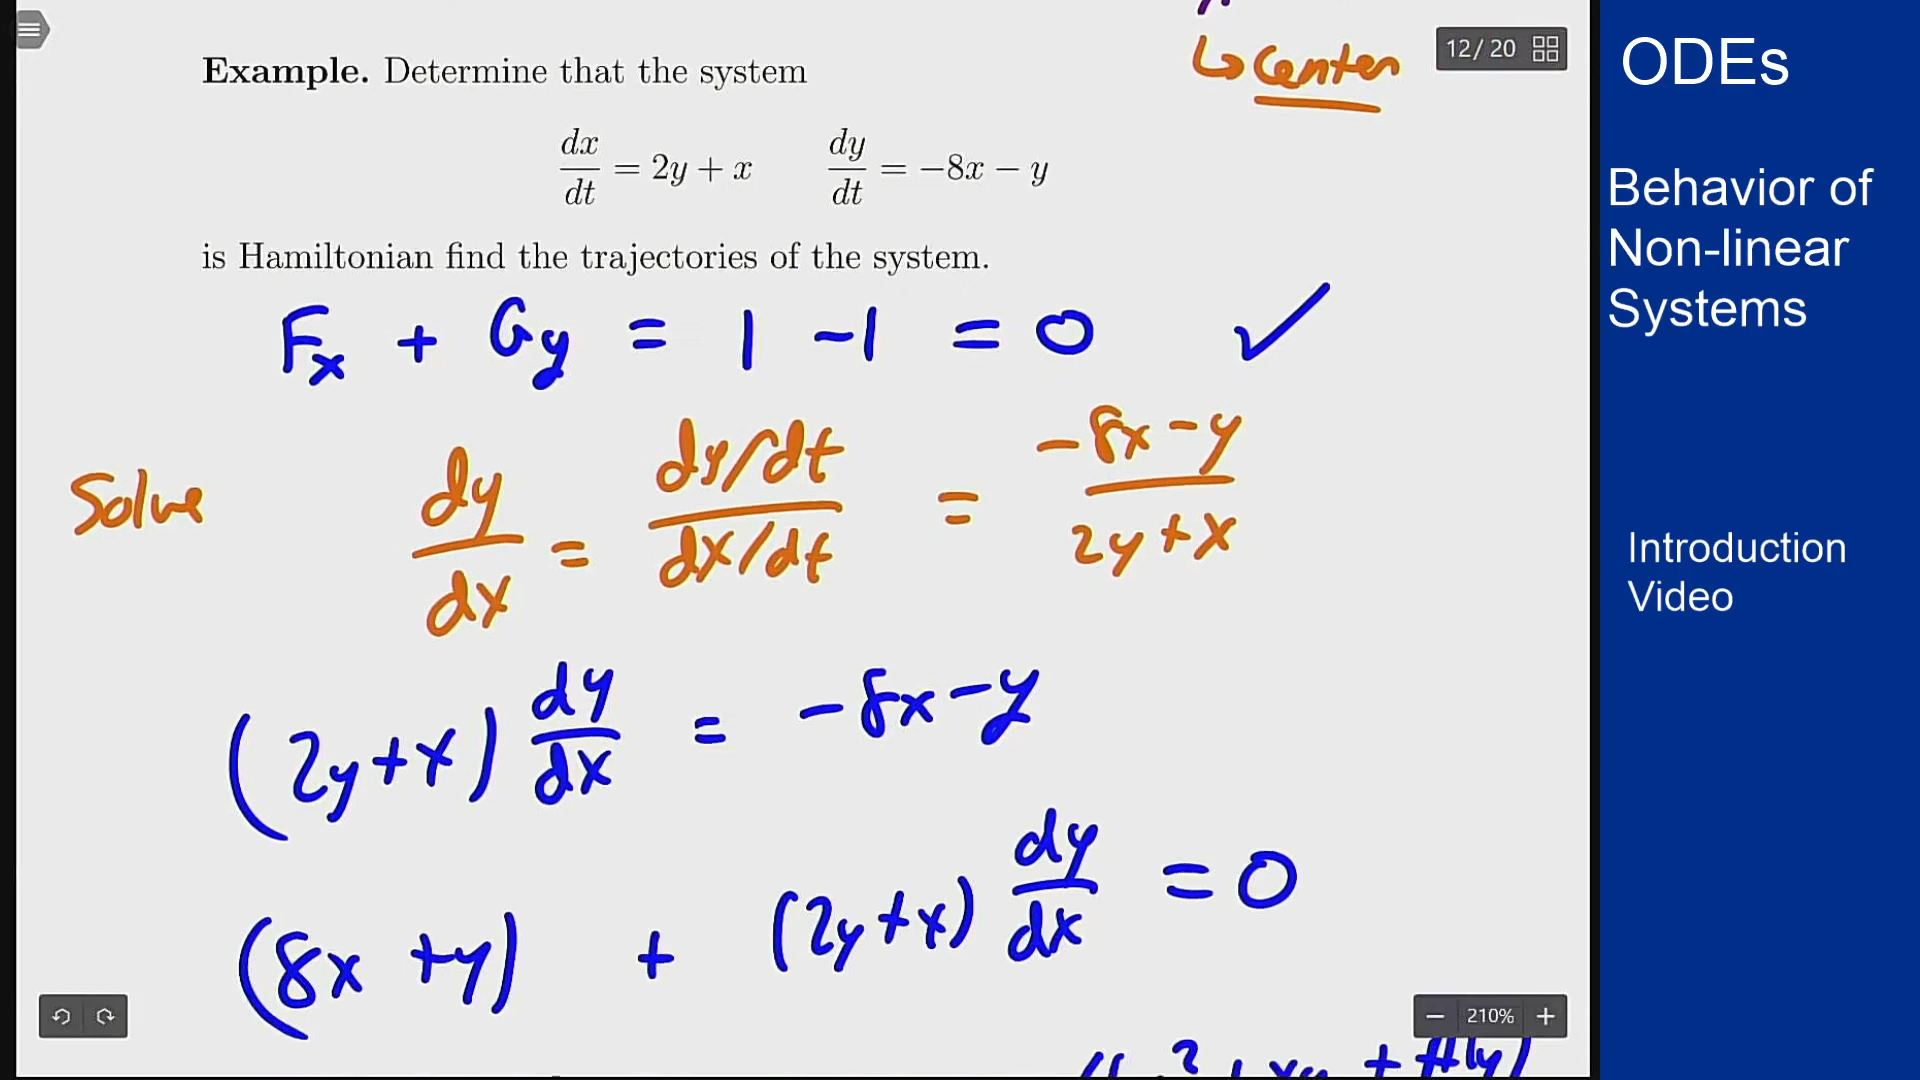 ↳ Center
12 / 20
Example. Determine that the system
dx/dt = 2y + x    dy/dt = −8x − y
is Hamiltonian find the trajectories of the system.
Fx + Gy = 1 − 1 = 0 ✓
Solve dy/dx = (dy/dt)/(dx/dt) = (−8x − y)/(2y + x)
(2y + x) dy/dx = −8x − y
(8x + y) + (2y + x) dy/dx = 0
210%
ODEs
Behavior of
Non-linear
Systems
Introduction
Video